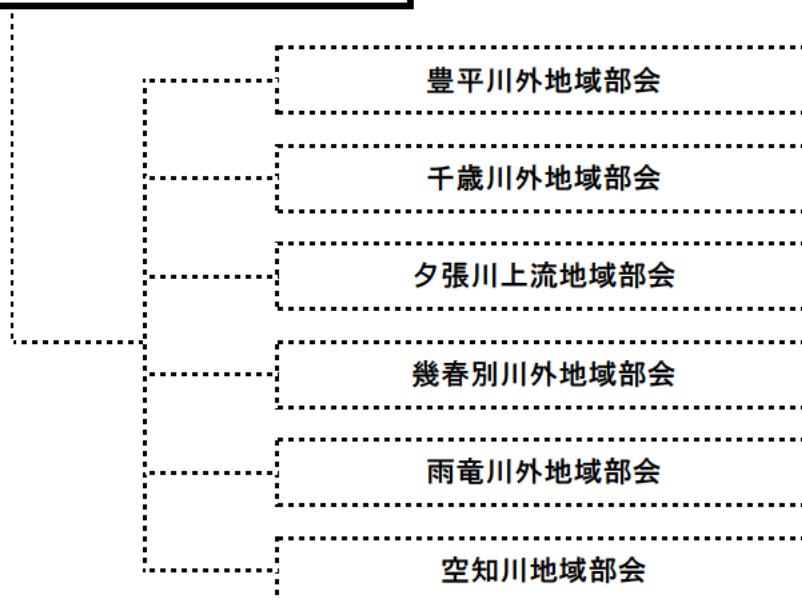 豊平川外地域部会
千歳川外地域部会
夕張川上流地域部会
幾春別川外地域部会
雨竜川外地域部会
空知川地域部会